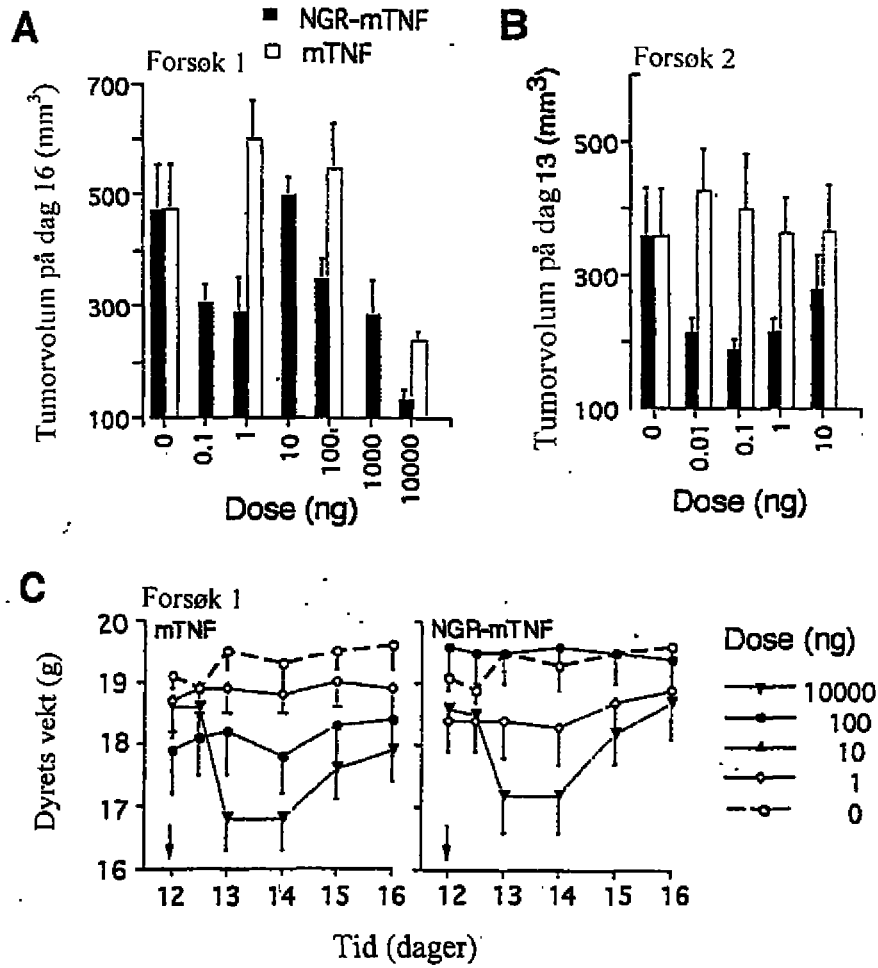 A
■ NGR-mTNF
□ mTNF
Forsøk 1
Tumorvolum på dag 16 (mm³)
700
500
300
100
0
0.1
1
10
100
1000
10000
Dose (ng)
B
Forsøk 2
Tumorvolum på dag 13 (mm³)
500
300
100
0
0.01
0.1
1
10
Dose (ng)
C
Forsøk 1
mTNF
Dyrets vekt (g)
20
19
18
17
16
12 13 14 15 16
NGR-mTNF
12 13 14 15 16
Tid (dager)
Dose (ng)
10000
100
10
1
0